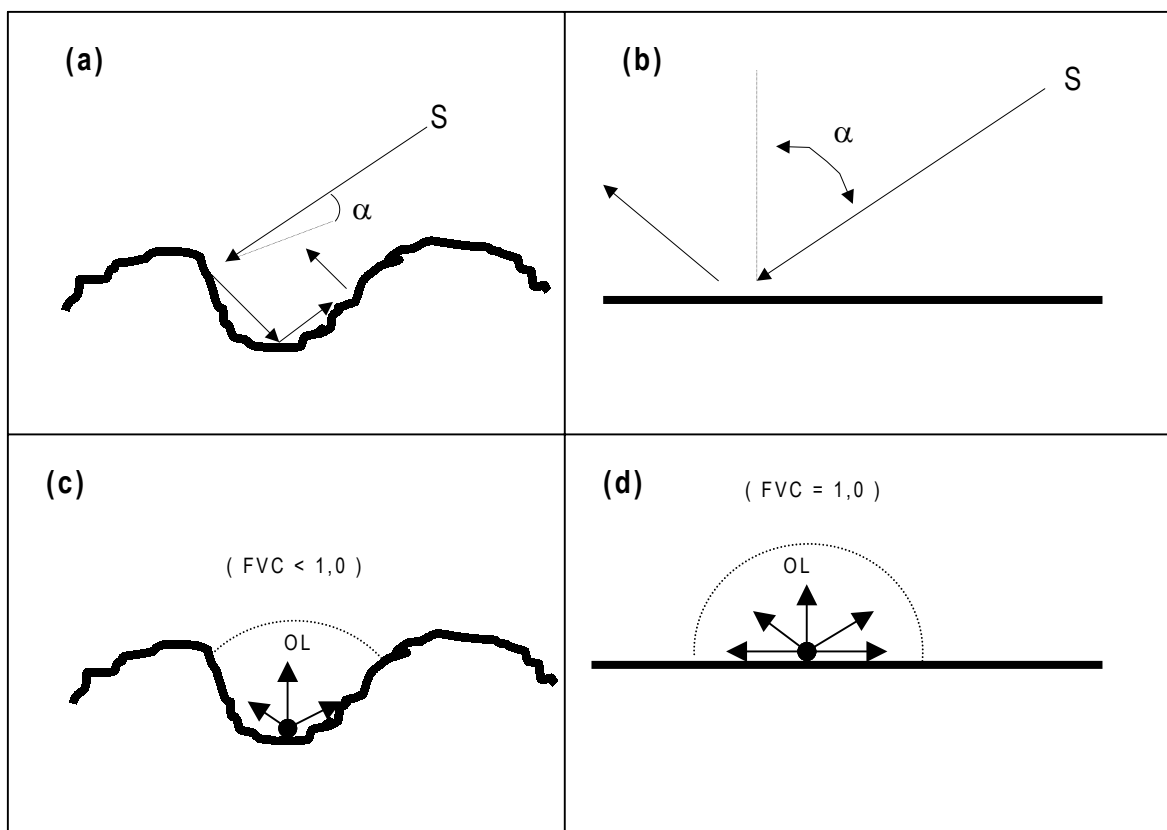 (a)
S
α
(b)
S
α
(c)
( FVC < 1,0 )
OL
(d)
( FVC = 1,0 )
OL